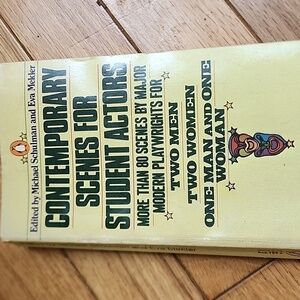 Edited by Michael Schulman and Eva Mekler
CONTEMPORARY
SCENES FOR
STUDENT ACTORS
MORE THAN 80 SCENES BY MAJOR
MODERN PLAYWRIGHTS FOR
TWO MEN
TWO WOMEN
ONE MAN AND ONE
WOMAN